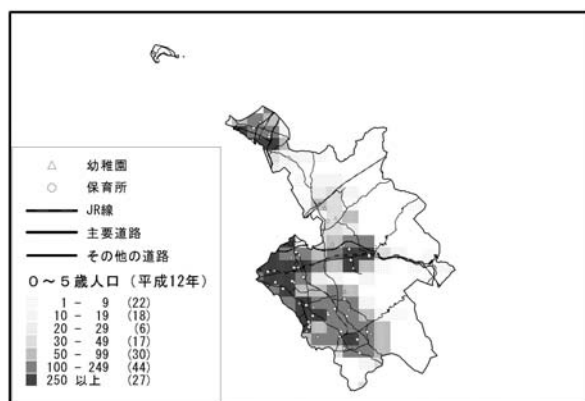 幼稚園
保育所
JR線
主要道路
その他の道路
0～5歳人口 (平成12年)
1 - 9 (22)
10 - 19 (18)
20 - 29 (6)
30 - 49 (17)
50 - 99 (30)
100 - 249 (44)
250 以上 (27)